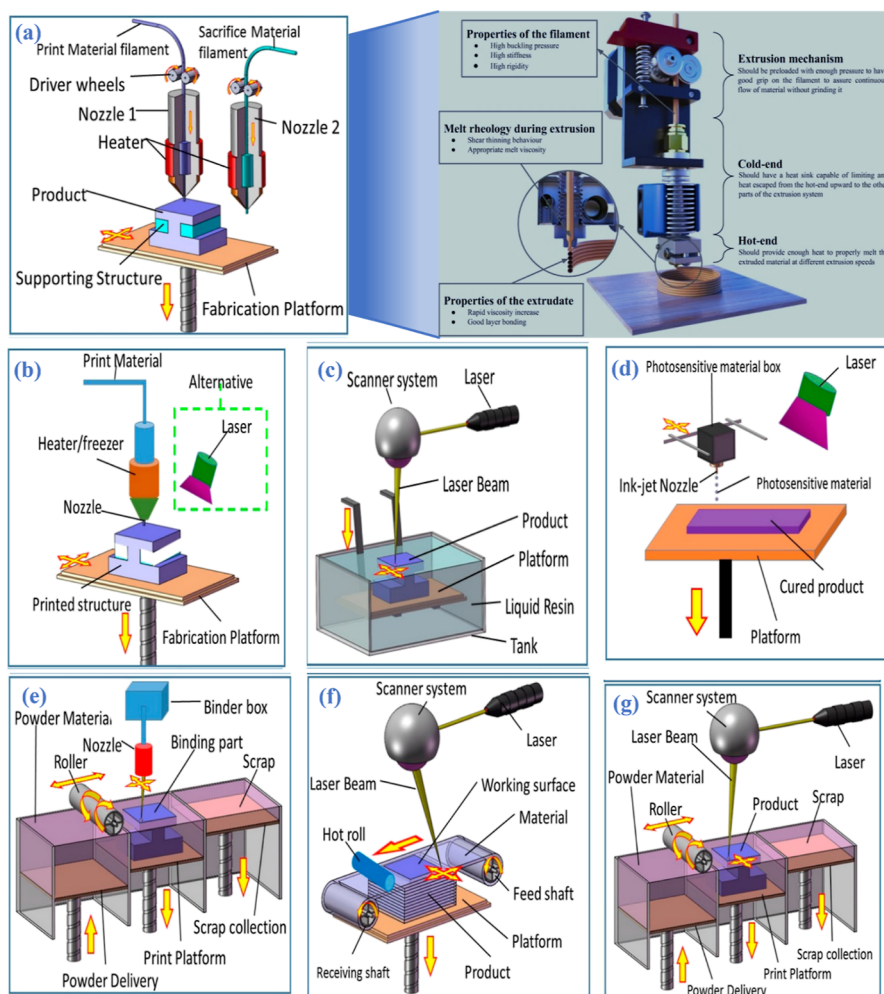 (a)
Print Material filament
Sacrifice Material
filament
Driver wheels
Nozzle 1
Nozzle 2
Heater
Product
Supporting Structure
Fabrication Platform
Properties of the filament
● High buckling pressure
● High stiffness
● High rigidity
Melt rheology during extrusion
● Shear thinning behaviour
● Appropriate melt viscosity
Properties of the extrudate
● Rapid viscosity increase
● Good layer bonding
Extrusion mechanism
Should be preloaded with enough pressure to hav
good grip on the filament to assure continuou
flow of material without grinding it
Cold-end
Should have a heat sink capable of limiting an
heat escaped from the hot-end upward to the othe
parts of the extrusion system
Hot-end
Should provide enough heat to properly melt th
extruded material at different extrusion speeds
(b)
Print Material
Alternative
Laser
Heater/freezer
Nozzle
Printed structure
Fabrication Platform
(c)
Scanner system
Laser
Laser Beam
Product
Platform
Liquid Resin
Tank
(d)
Photosensitive material box
Laser
Ink-jet Nozzle
Photosensitive material
Cured product
Platform
(e)
Binder box
Powder Material
Nozzle
Binding part
Roller
Scrap
Scrap collection
Print Platform
Powder Delivery
(f)
Scanner system
Laser
Laser Beam
Working surface
Material
Hot roll
Feed shaft
Platform
Receiving shaft
Product
(g)
Scanner system
Laser Beam
Laser
Powder Material
Roller
Product
Scrap
Scrap collection
Print Platform
Powder Delivery